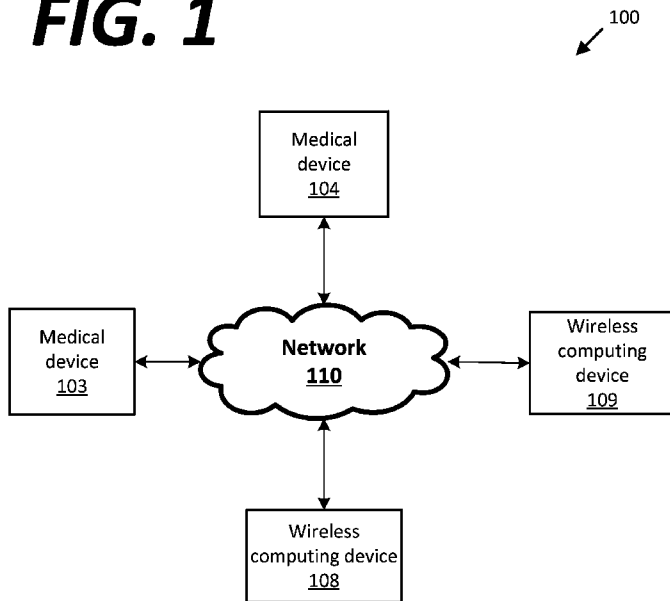 FIG. 1
100
Medical
device
104
Medical
device
103
Network
110
Wireless
computing
device
109
Wireless
computing device
108